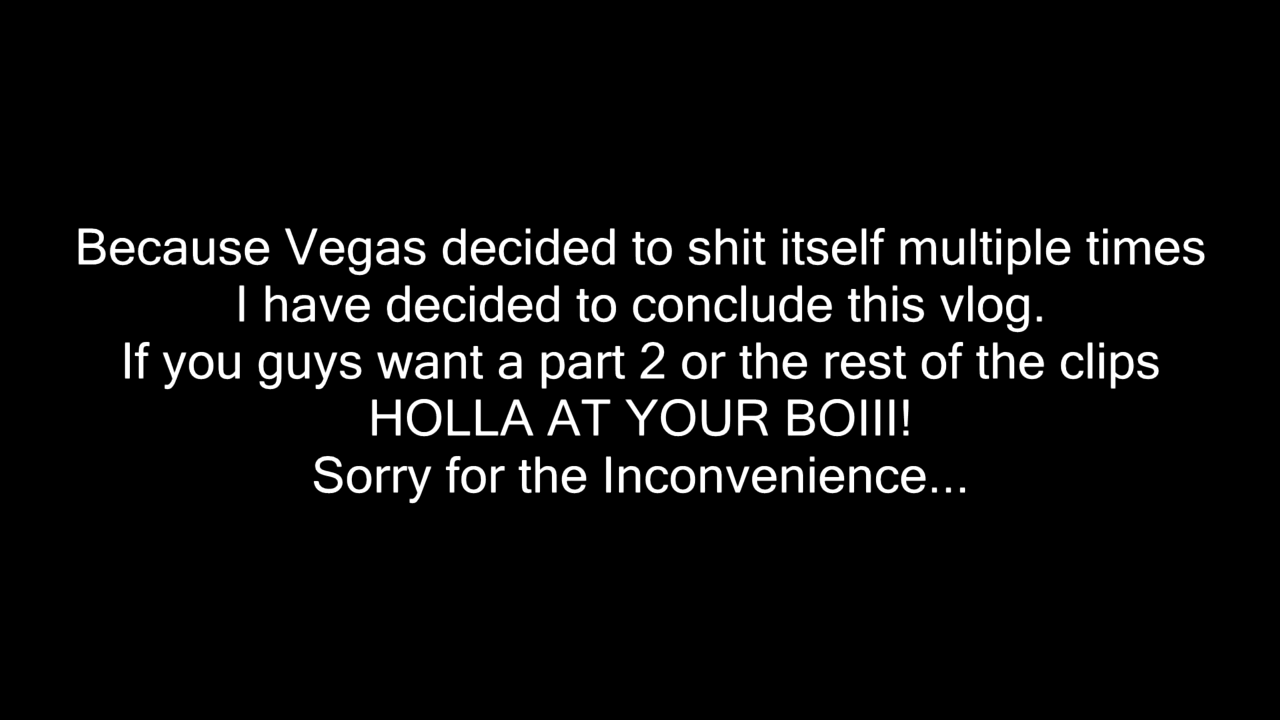 Because Vegas decided to shit itself multiple times
I have decided to conclude this vlog.
If you guys want a part 2 or the rest of the clips
HOLLA AT YOUR BOIII!
Sorry for the Inconvenience...